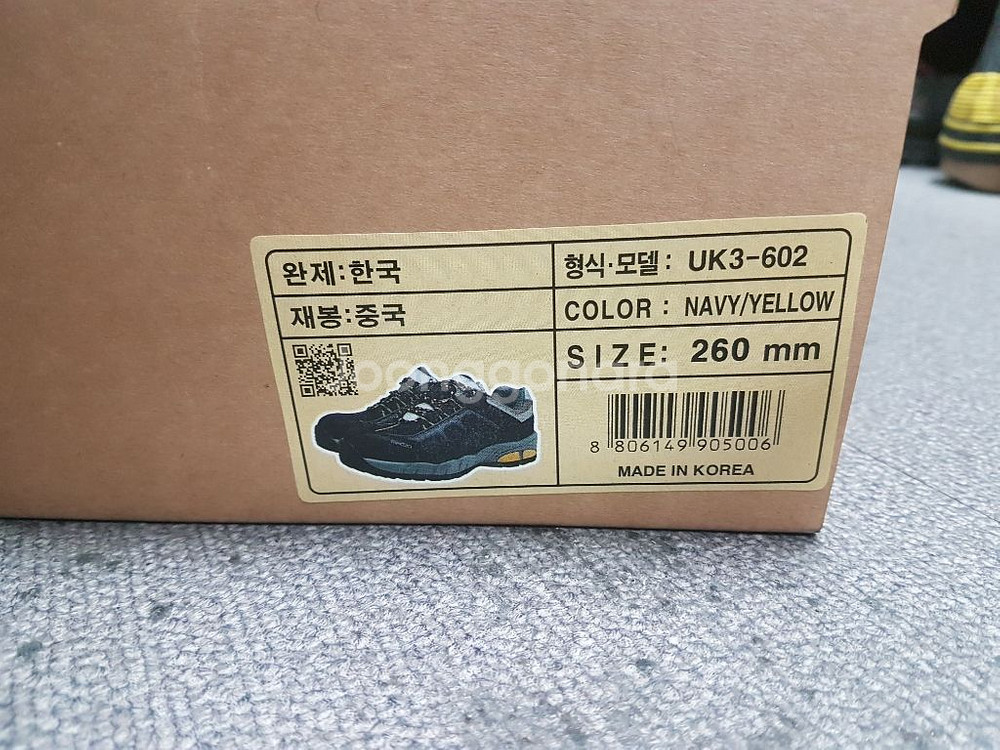 완제:한국
재봉:중국
형식·모델: UK3-602
COLOR: NAVY/YELLOW
SIZE: 260 mm
joonggonara
8 806149 905006
MADE IN KOREA